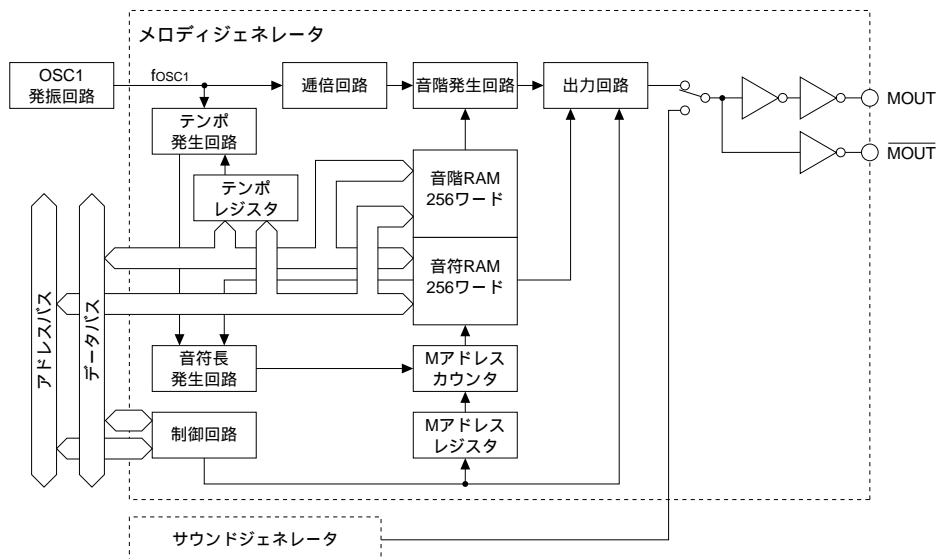 メロディジェネレータ
OSC1
発振回路
fOSC1
逓倍回路
音階発生回路
出力回路
MOUT
テンポ
発生回路
MOUT
音階RAM
256ワード
テンポ
レジスタ
音符RAM
256ワード
アドレスバス
データバス
音符長
発生回路
Mアドレス
カウンタ
制御回路
Mアドレス
レジスタ
サウンドジェネレータ